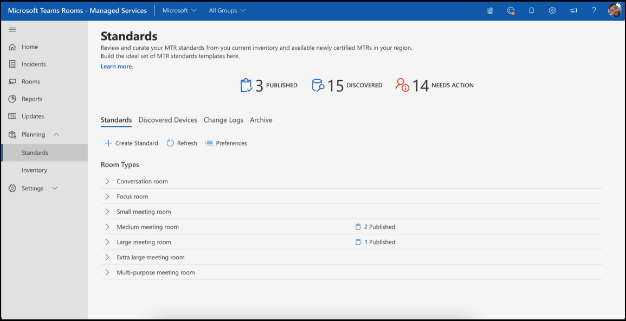 Microsoft Teams Rooms - Managed Services
Microsoft
All Groups
?
Home
Incidents
Rooms
Reports
Updates
Planning
Standards
Inventory
Settings
Standards
Review and curate your MTR standards from you current inventory and available newly certified MTRs in your region.
Build the ideal set of MTR standards templates here.
Learn more.
3 PUBLISHED
15 DISCOVERED
14 NEEDS ACTION
Standards Discovered Devices Change Logs Archive
+ Create Standard Refresh Preferences
Room Types
Conversation room
Focus room
Small meeting room
Medium meeting room 2 Published
Large meeting room 1 Published
Extra large meeting room
Multi-purpose meeting room